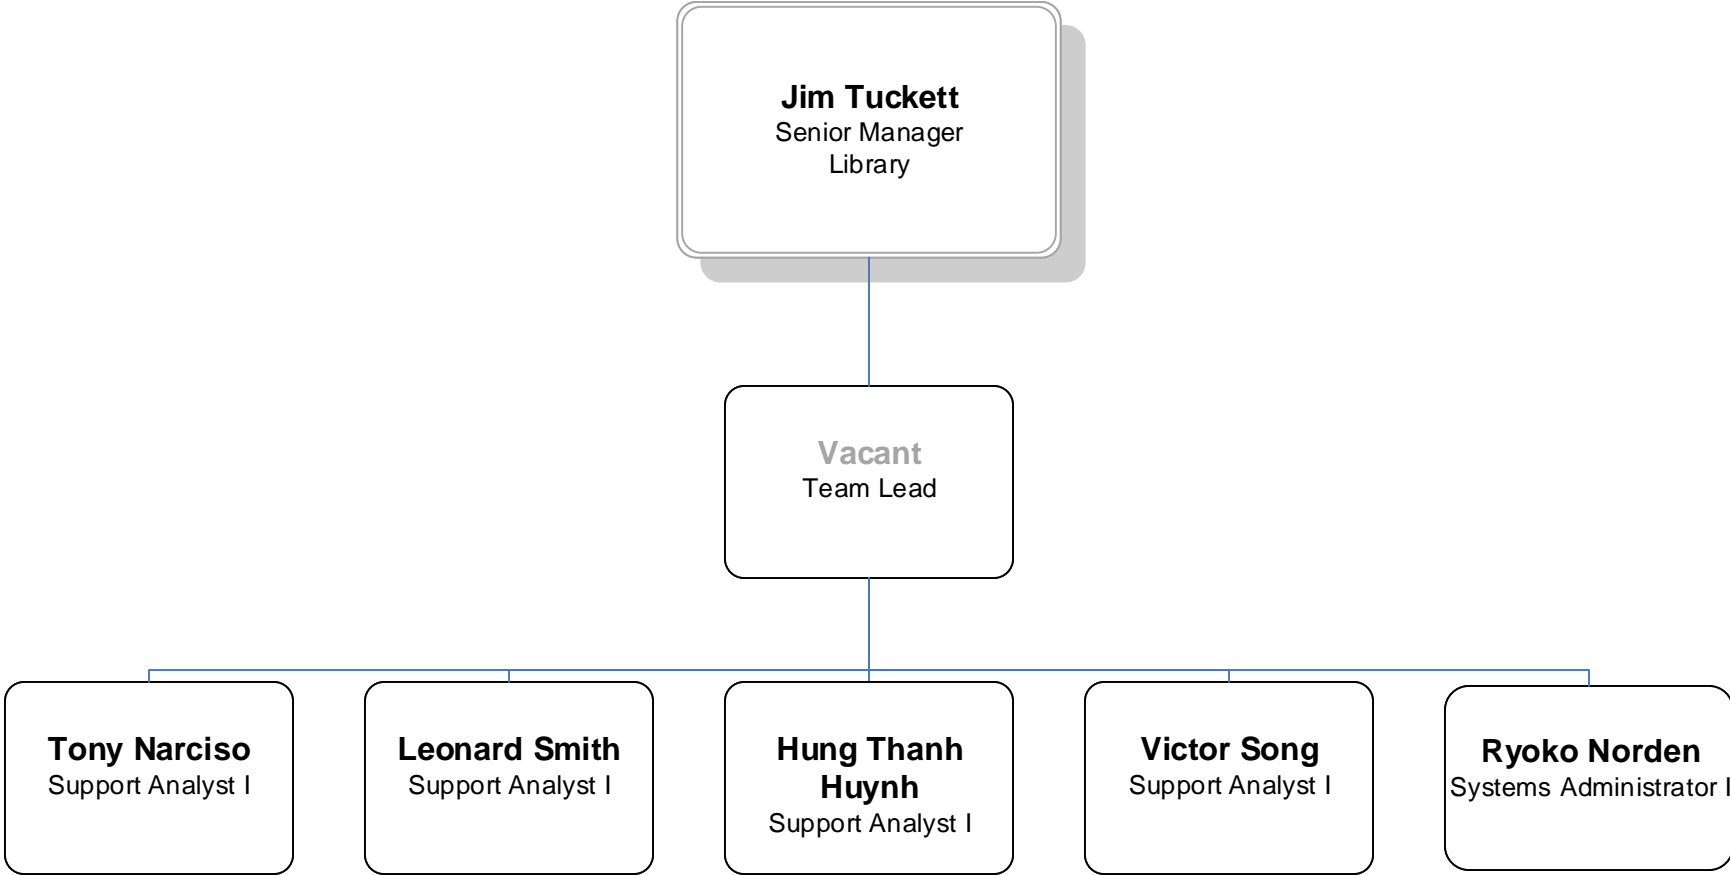 Jim Tuckett
Senior Manager
Library
Vacant
Team Lead
Tony Narciso
Support Analyst I
Leonard Smith
Support Analyst I
Hung Thanh
Huynh
Support Analyst I
Victor Song
Support Analyst I
Ryoko Norden
Systems Administrator I